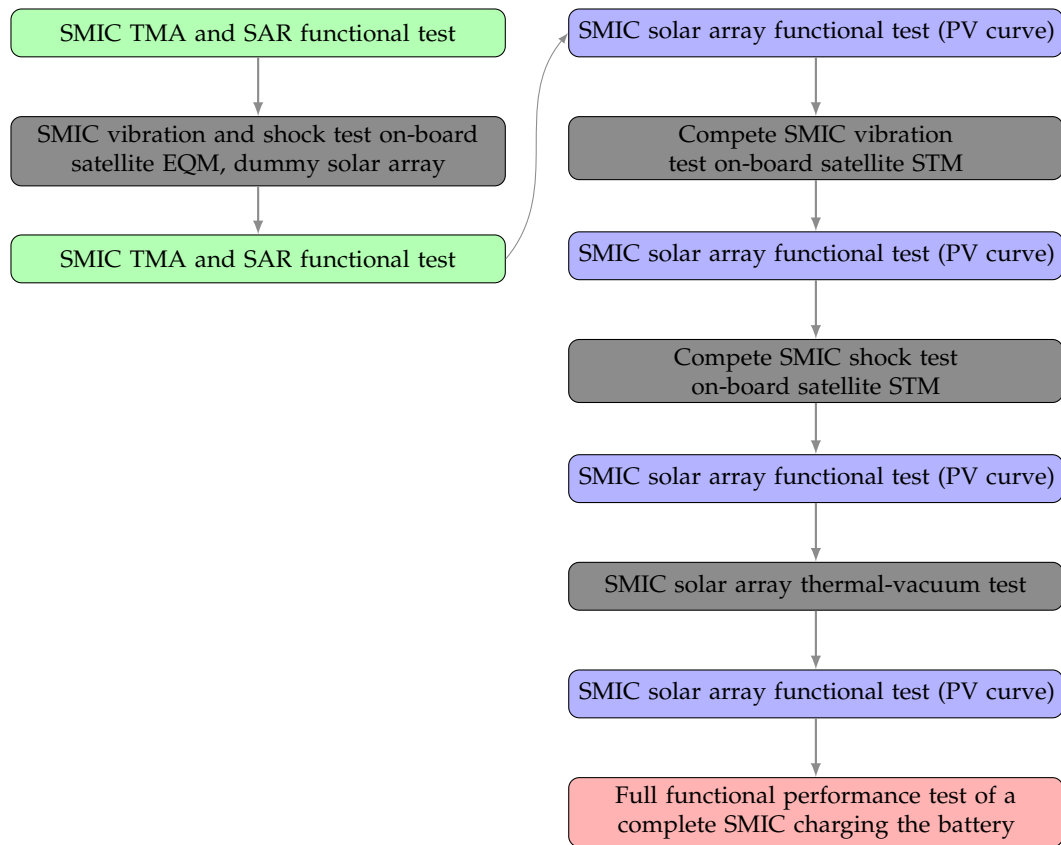 SMIC TMA and SAR functional test
SMIC vibration and shock test on-board
satellite EQM, dummy solar array
SMIC TMA and SAR functional test
SMIC solar array functional test (PV curve)
Compete SMIC vibration
test on-board satellite STM
SMIC solar array functional test (PV curve)
Compete SMIC shock test
on-board satellite STM
SMIC solar array functional test (PV curve)
SMIC solar array thermal-vacuum test
SMIC solar array functional test (PV curve)
Full functional performance test of a
complete SMIC charging the battery